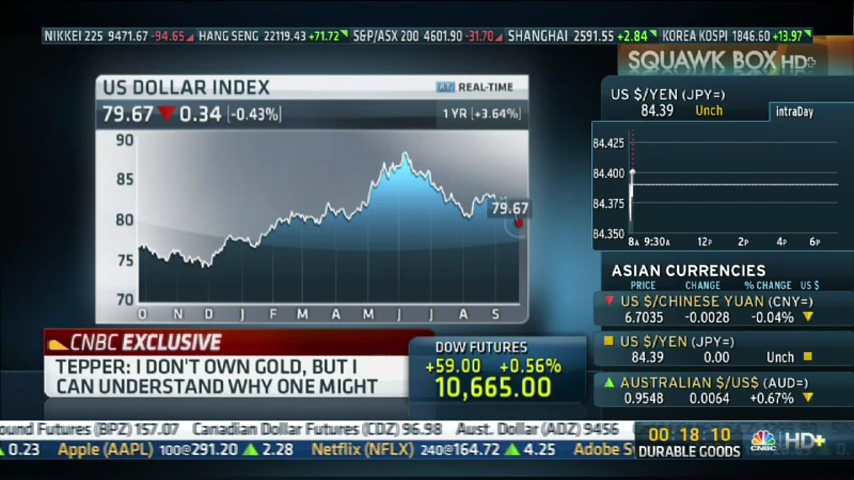 NIKKEI 225 9471.67 -94.65 HANG SENG 22119.43 +71.72 S&P/ASX 200 4601.90 -31.70 SHANGHAI 2591.55 +2.84 KOREA KOSPI 1846.60 +13.97
SQUAWK BOX HD+
US DOLLAR INDEX
RT REAL-TIME
79.67 0.34 [-0.43%]
1 YR [+3.64%]
90
85
80
75
70
79.67
O N D J F M A M J J A S
US $/YEN (JPY=)
84.39 Unch
intraDay
84.425
84.400
84.375
84.350
8A 9:30A 12P 2P 4P 6P
ASIAN CURRENCIES
PRICE CHANGE % CHANGE US $
US $/CHINESE YUAN (CNY=)
6.7035 -0.0028 -0.04%
US $/YEN (JPY=)
84.39 0.00 Unch
AUSTRALIAN $/US$ (AUD=)
0.9548 0.0064 +0.67%
CNBC EXCLUSIVE
TEPPER: I DON'T OWN GOLD, BUT I
CAN UNDERSTAND WHY ONE MIGHT
DOW FUTURES
+59.00 +0.56%
10,665.00
ound Futures (BPZ) 157.07 Canadian Dollar Futures (CDZ) 96.98 Aust. Dollar (ADZ) 9456
0.23 Apple (AAPL) 100@291.20 2.28 Netflix (NFLX) 240@164.72 4.25 Adobe S
00:18:10
DURABLE GOODS
CNBC HD+